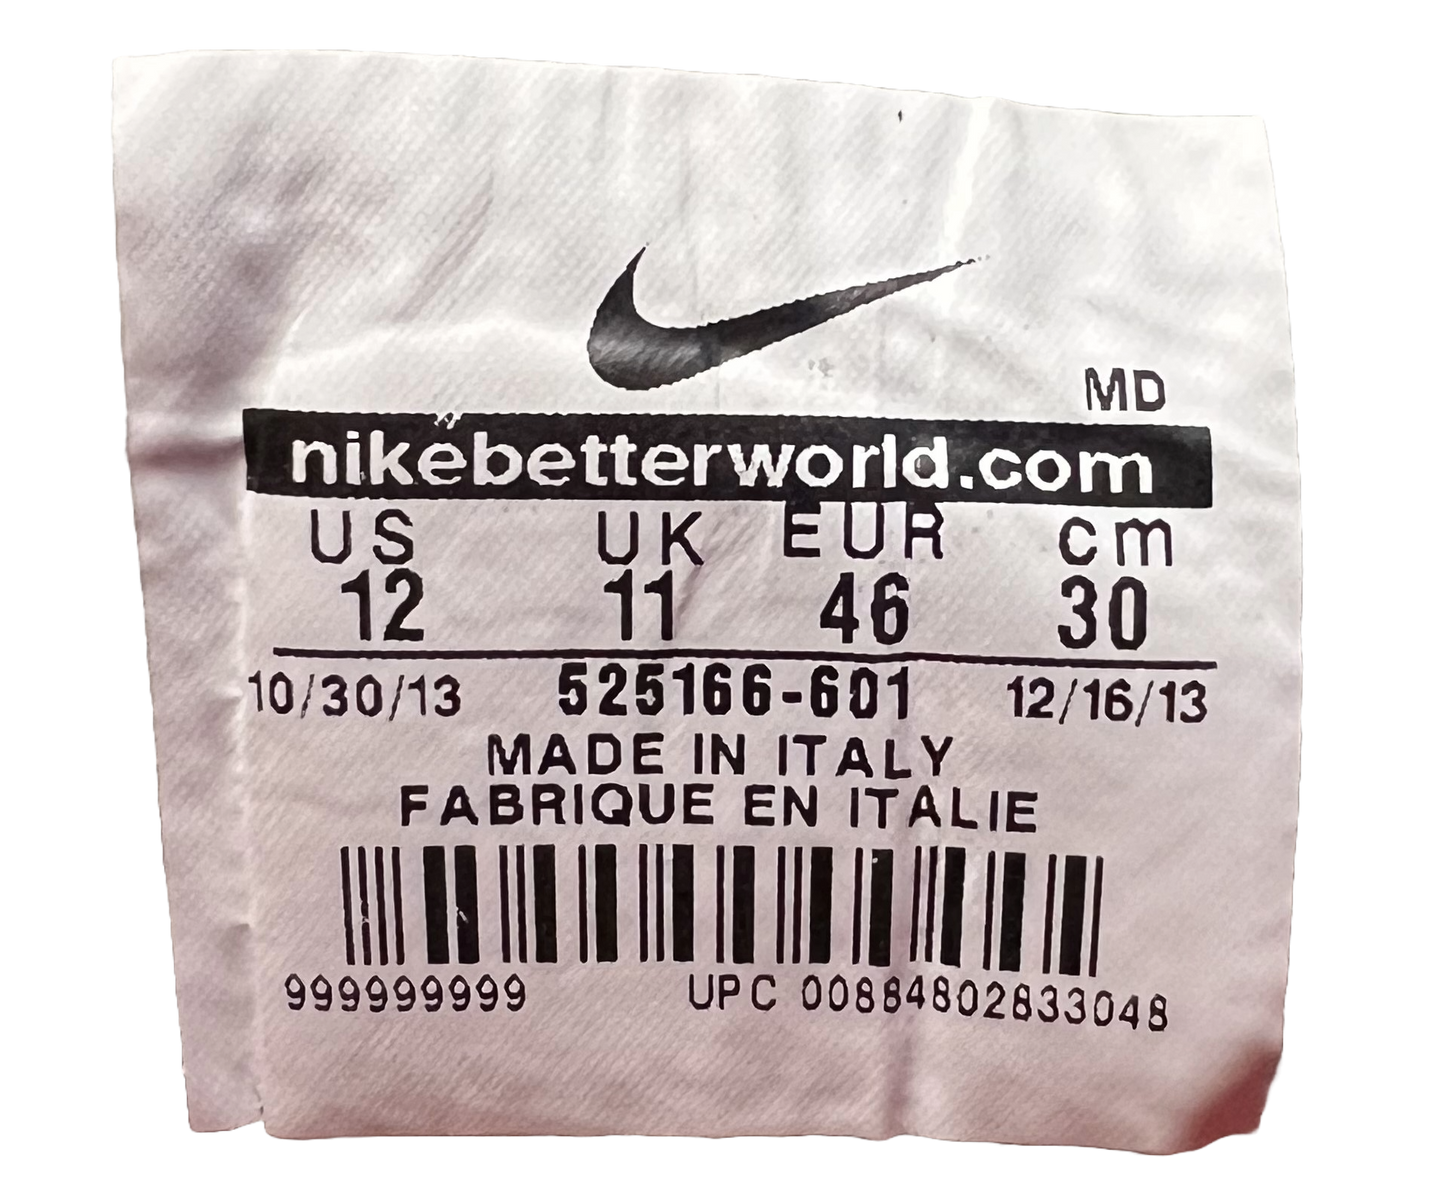 MD
nikebetterworld.com
US UK EUR cm
12 11 46 30
10/30/13 525166-601 12/16/13
MADE IN ITALY
FABRIQUE EN ITALIE
9999999999 UPC 00884802833048